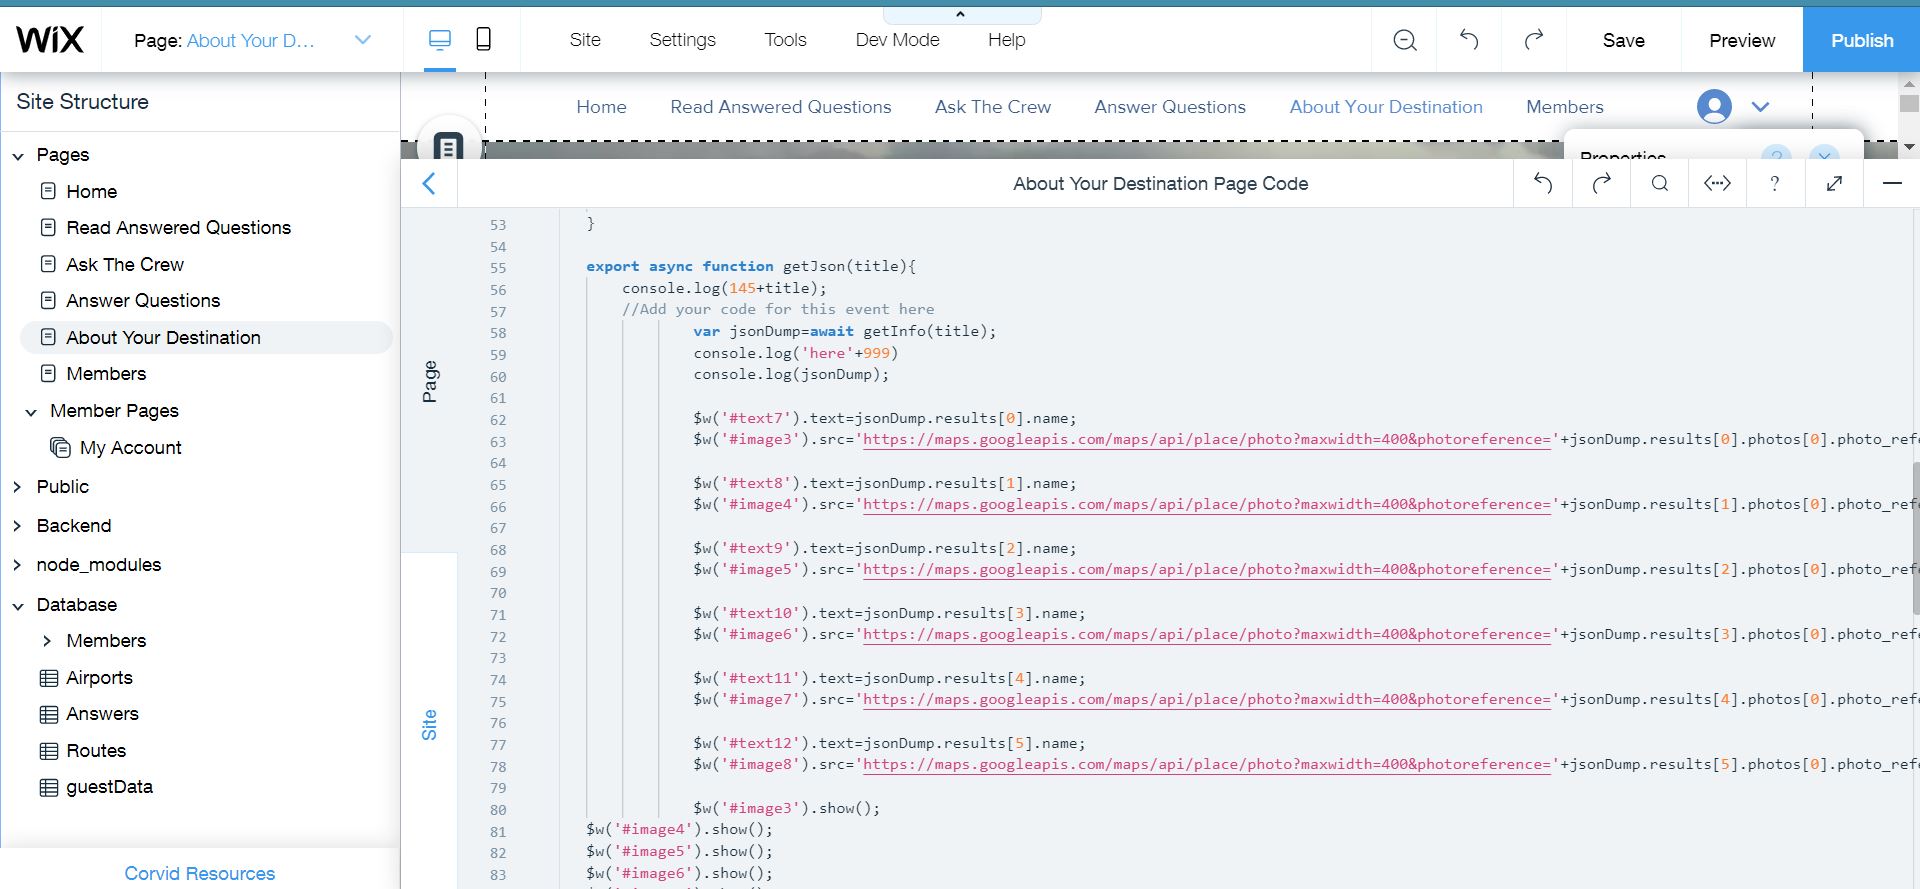 WiX
Page: About Your D...
Site
Settings
Tools
Dev Mode
Help
Save
Preview
Publish
Site Structure
Pages
Home
Read Answered Questions
Ask The Crew
Answer Questions
About Your Destination
Members
Member Pages
My Account
Public
Backend
node_modules
Database
Members
Airports
Answers
Routes
guestData
Corvid Resources
Home
Read Answered Questions
Ask The Crew
Answer Questions
About Your Destination
Members
Properties
?
About Your Destination Page Code
?
Page
Site
53 }
54
55 export async function getJson(title){
56 console.log(145+title);
57 //Add your code for this event here
58 var jsonDump=await getInfo(title);
59 console.log('here'+999)
60 console.log(jsonDump);
61
62 $w('#text7').text=jsonDump.results[0].name;
63 $w('#image3').src='https://maps.googleapis.com/maps/api/place/photo?maxwidth=400&photoreference='+jsonDump.results[0].photos[0].photo_refe
64
65 $w('#text8').text=jsonDump.results[1].name;
66 $w('#image4').src='https://maps.googleapis.com/maps/api/place/photo?maxwidth=400&photoreference='+jsonDump.results[1].photos[0].photo_refe
67
68 $w('#text9').text=jsonDump.results[2].name;
69 $w('#image5').src='https://maps.googleapis.com/maps/api/place/photo?maxwidth=400&photoreference='+jsonDump.results[2].photos[0].photo_refe
70
71 $w('#text10').text=jsonDump.results[3].name;
72 $w('#image6').src='https://maps.googleapis.com/maps/api/place/photo?maxwidth=400&photoreference='+jsonDump.results[3].photos[0].photo_refe
73
74 $w('#text11').text=jsonDump.results[4].name;
75 $w('#image7').src='https://maps.googleapis.com/maps/api/place/photo?maxwidth=400&photoreference='+jsonDump.results[4].photos[0].photo_refe
76
77 $w('#text12').text=jsonDump.results[5].name;
78 $w('#image8').src='https://maps.googleapis.com/maps/api/place/photo?maxwidth=400&photoreference='+jsonDump.results[5].photos[0].photo_refe
79
80 $w('#image3').show();
81 $w('#image4').show();
82 $w('#image5').show();
83 $w('#image6').show();